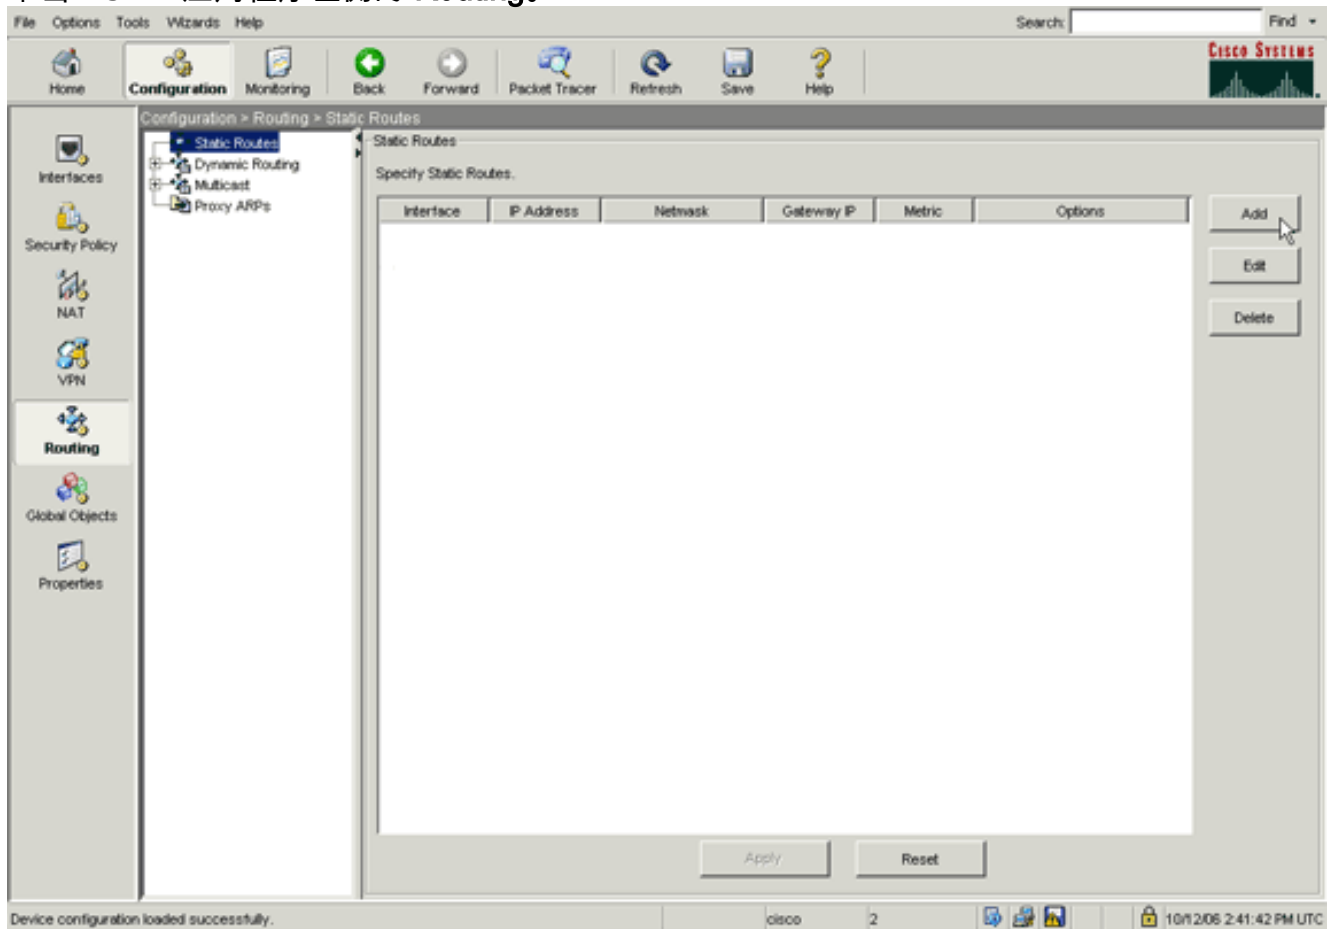 Routing。
File Options Tools Wizards Help Search: Find
Home Configuration Monitoring Back Forward Packet Tracer Refresh Save Help
CISCO SYSTEMS
Configuration > Routing > Static Routes
Interfaces
Security Policy
NAT
VPN
Routing
Global Objects
Properties
Static Routes
Dynamic Routing
Multicast
Proxy ARPs
Static Routes
Specify Static Routes.
Interface IP Address Netmask Gateway IP Metric Options
Add
Edit
Delete
Apply Reset
Device configuration loaded successfully. cisco 2 10/12/06 2:41:42 PM UTC